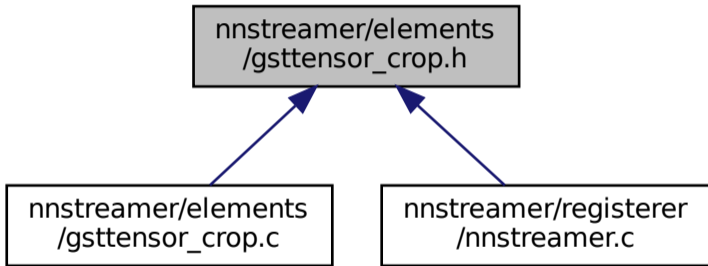 nnstreamer/elements
/gsttensor_crop.h
nnstreamer/elements
/gsttensor_crop.c
nnstreamer/registerer
/nnstreamer.c